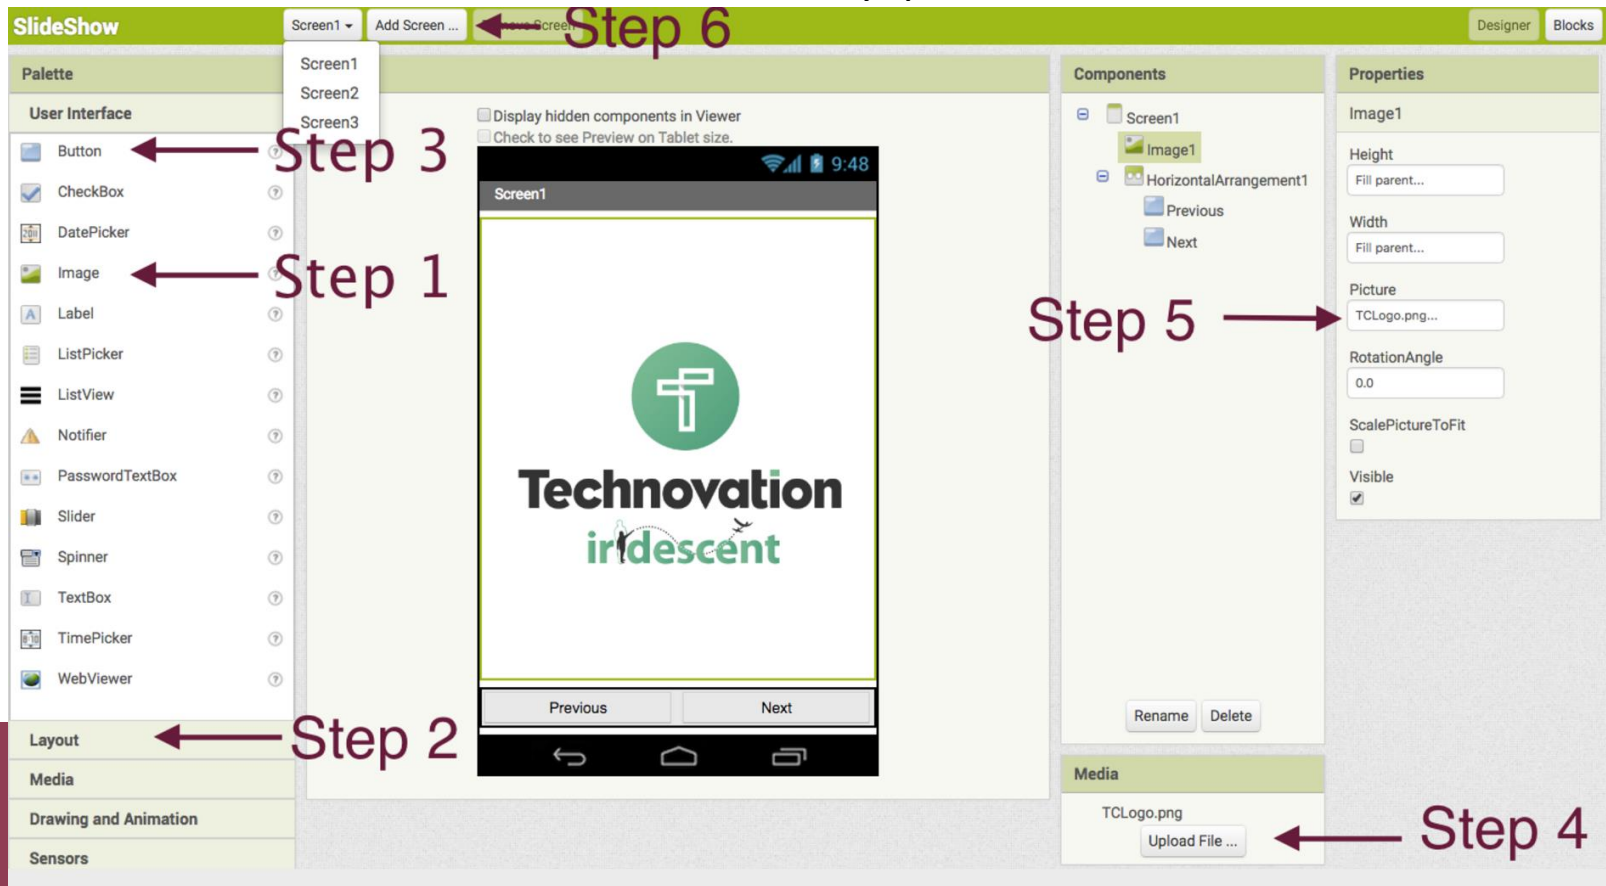 SlideShow
Screen1
Add Screen ...
Remove Screen
Step 6
Designer
Blocks
Screen1
Screen2
Screen3
Palette
User Interface
Button
Step 3
CheckBox
DatePicker
Image
Step 1
Label
ListPicker
ListView
Notifier
PasswordTextBox
Slider
Spinner
TextBox
TimePicker
WebViewer
Layout
Step 2
Media
Drawing and Animation
Sensors
Display hidden components in Viewer
Check to see Preview on Tablet size.
9:48
Screen1
T
Technovation
iridescent
Previous
Next
Components
Screen1
Image1
HorizontalArrangement1
Previous
Next
Rename
Delete
Media
TCLogo.png
Upload File ...
Step 4
Properties
Image1
Height
Fill parent...
Width
Fill parent...
Picture
Step 5
TCLogo.png...
RotationAngle
0.0
ScalePictureToFit
Visible